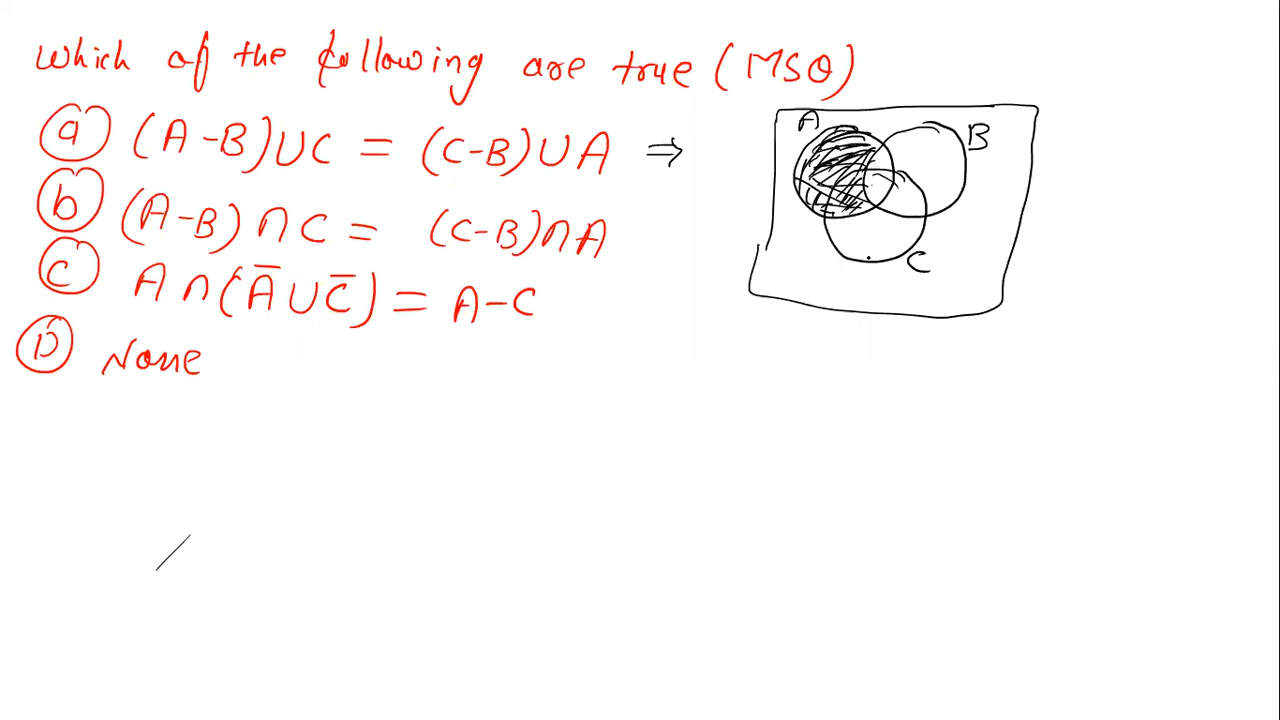 Which of the following are true (MSQ)
(a) (A-B)∪C = (C-B)∪A ⇒
(b) (A-B)∩C = (C-B)∩A
(c) A∩(A̅∪C̅) = A-C
(D) None
A
B
C